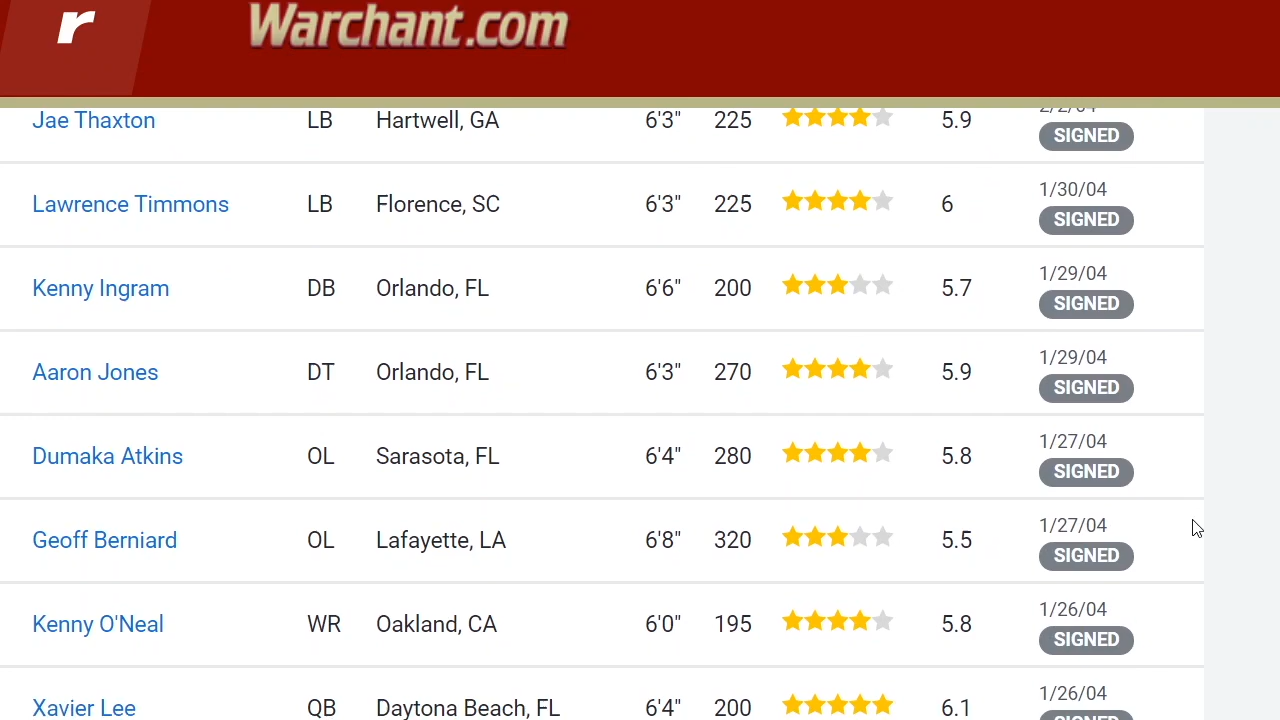 r
Warchant.com
2/2/04
Jae Thaxton LB Hartwell, GA 6'3" 225 5.9
SIGNED
1/30/04
Lawrence Timmons LB Florence, SC 6'3" 225 6
SIGNED
1/29/04
Kenny Ingram DB Orlando, FL 6'6" 200 5.7
SIGNED
1/29/04
Aaron Jones DT Orlando, FL 6'3" 270 5.9
SIGNED
1/27/04
Dumaka Atkins OL Sarasota, FL 6'4" 280 5.8
SIGNED
1/27/04
Geoff Berniard OL Lafayette, LA 6'8" 320 5.5
SIGNED
1/26/04
Kenny O'Neal WR Oakland, CA 6'0" 195 5.8
SIGNED
1/26/04
Xavier Lee QB Daytona Beach, FL 6'4" 200 6.1
SIGNED